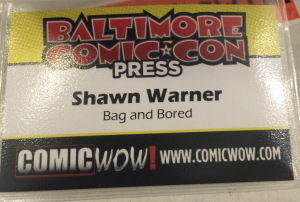 BALTIMORE
COMIC★CON
PRESS
Shawn Warner
Bag and Bored
COMICWOW! WWW.COMICWOW.COM